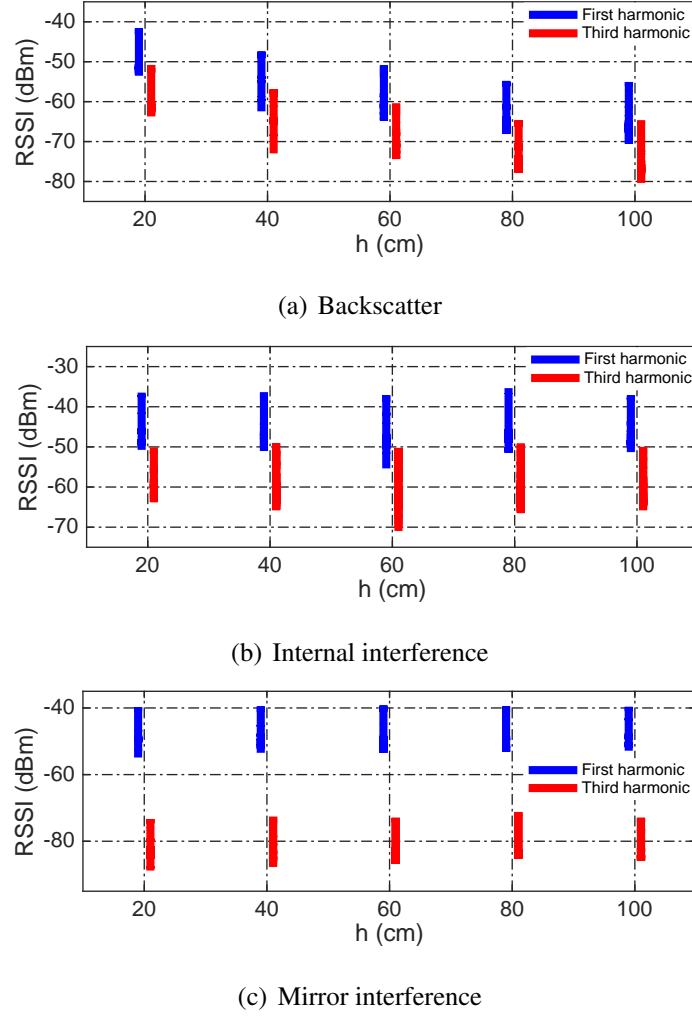 -40
-50
-60
-70
-80
RSSI (dBm)
First harmonic
Third harmonic
20 40 60 80 100
h (cm)
(a) Backscatter
-30
-40
-50
-60
-70
RSSI (dBm)
First harmonic
Third harmonic
20 40 60 80 100
h (cm)
(b) Internal interference
-40
-60
-80
RSSI (dBm)
First harmonic
Third harmonic
20 40 60 80 100
h (cm)
(c) Mirror interference